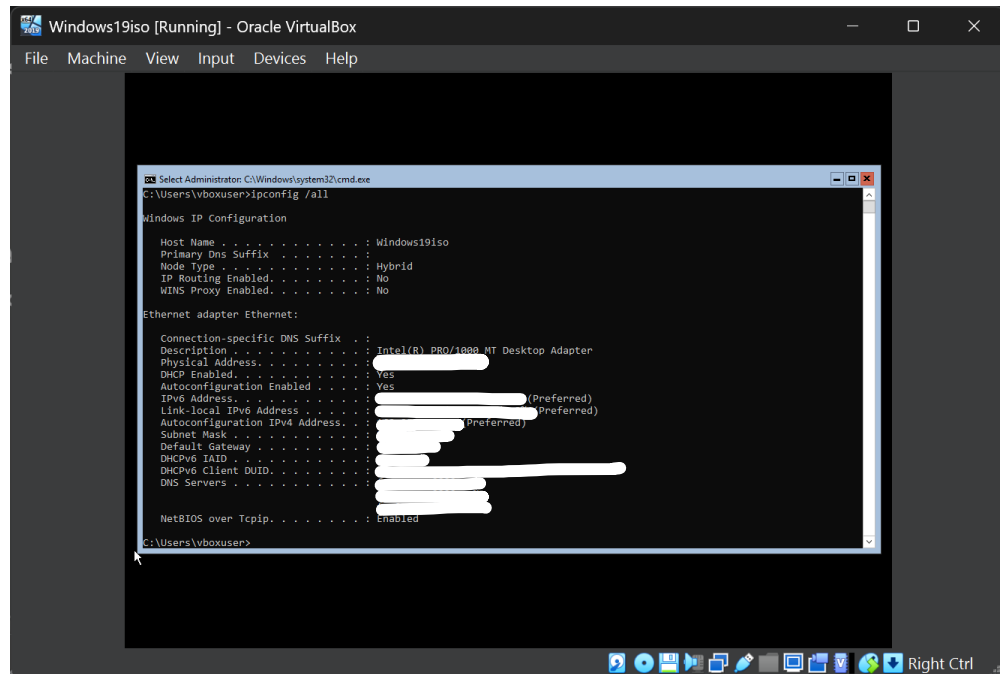 Windows19iso [Running] - Oracle VirtualBox
File Machine View Input Devices Help
Select Administrator: C:\Windows\system32\cmd.exe
C:\Users\vboxuser>ipconfig /all
Windows IP Configuration
Host Name . . . . . . . . . . . . : Windows19iso
Primary Dns Suffix . . . . . . . :
Node Type . . . . . . . . . . . . : Hybrid
IP Routing Enabled. . . . . . . . : No
WINS Proxy Enabled. . . . . . . . : No
Ethernet adapter Ethernet:
Connection-specific DNS Suffix . :
Description . . . . . . . . . . . : Intel(R) PRO/1000 MT Desktop Adapter
Physical Address. . . . . . . . . :
DHCP Enabled. . . . . . . . . . . : Yes
Autoconfiguration Enabled . . . . : Yes
IPv6 Address. . . . . . . . . . . : (Preferred)
Link-local IPv6 Address . . . . . : (Preferred)
Autoconfiguration IPv4 Address. . : (Preferred)
Subnet Mask . . . . . . . . . . . :
Default Gateway . . . . . . . . . :
DHCPv6 IAID . . . . . . . . . . . :
DHCPv6 Client DUID. . . . . . . . :
DNS Servers . . . . . . . . . . . :
NetBIOS over Tcpip. . . . . . . . : Enabled
C:\Users\vboxuser>
Right Ctrl